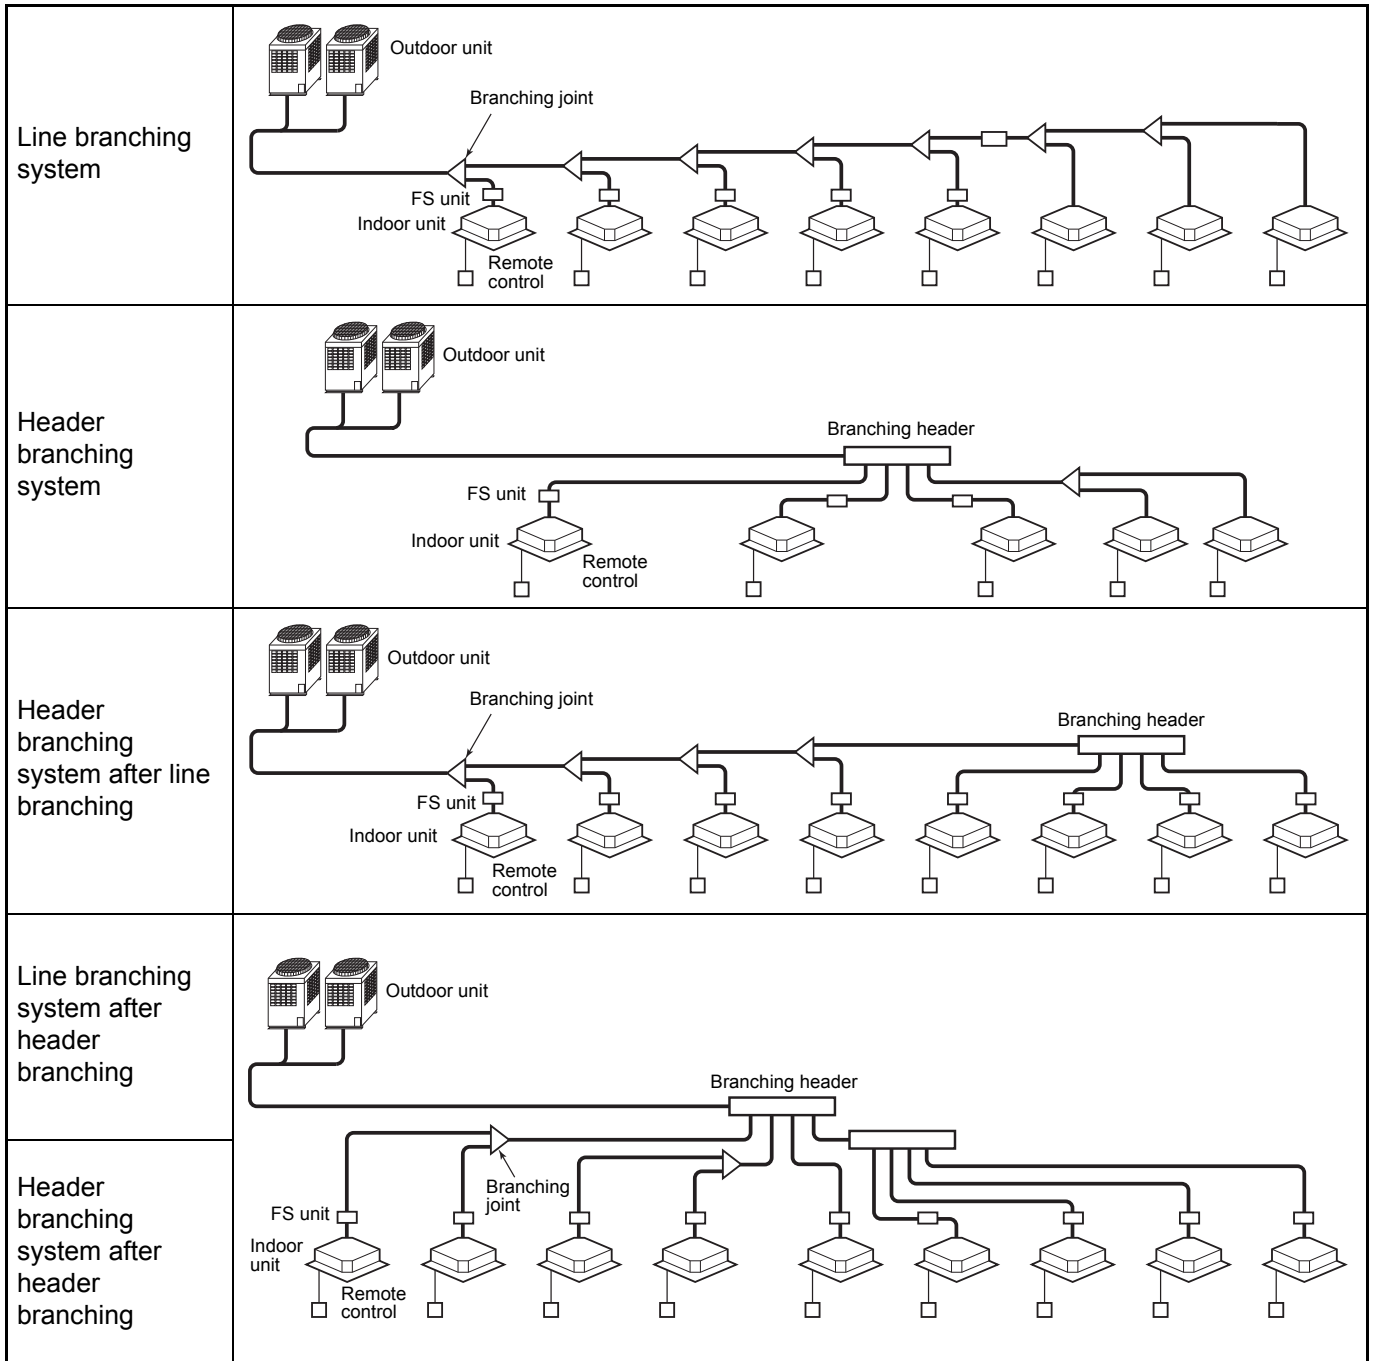 Line branching
system
Outdoor unit
Branching joint
FS unit
Indoor unit
Remote
control
Header
branching
system
Outdoor unit
Branching header
FS unit
Indoor unit
Remote
control
Header
branching
system after line
branching
Outdoor unit
Branching joint
Branching header
FS unit
Indoor unit
Remote
control
Line branching
system after
header
branching
Header
branching
system after
header
branching
Outdoor unit
Branching header
Branching
joint
FS unit
Indoor
unit
Remote
control